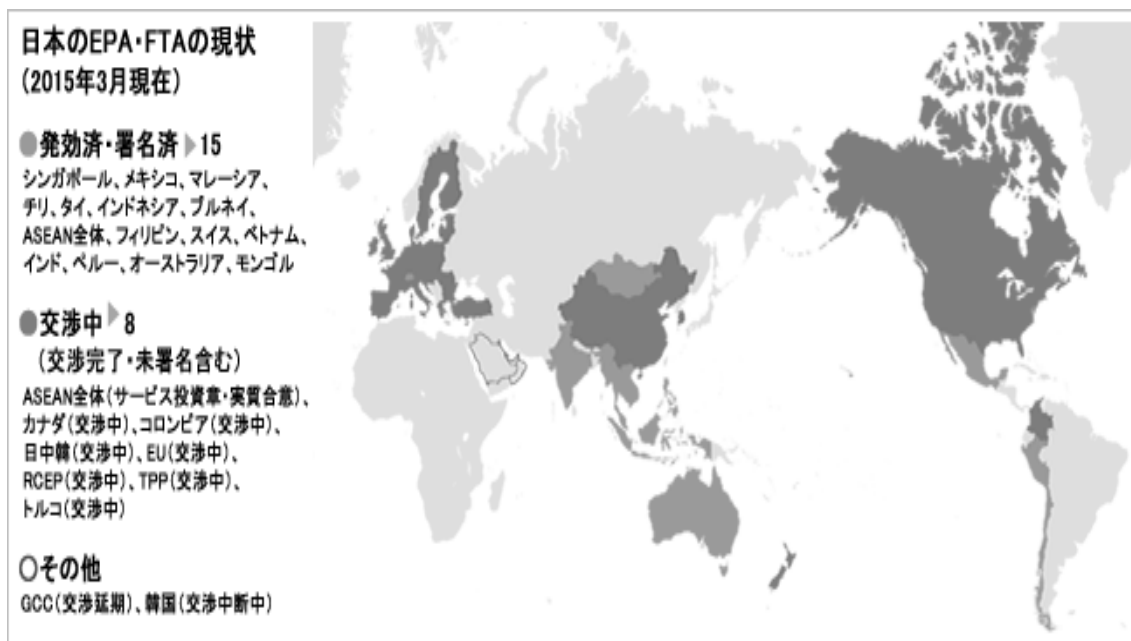 日本のEPA・FTAの現状
(2015年3月現在)
●発効済・署名済▶15
シンガポール、メキシコ、マレーシア、
チリ、タイ、インドネシア、ブルネイ、
ASEAN全体、フィリピン、スイス、ベトナム、
インド、ペルー、オーストラリア、モンゴル
●交渉中▶8
(交渉完了・未署名含む)
ASEAN全体(サービス投資章・実質合意)、
カナダ(交渉中)、コロンビア(交渉中)、
日中韓(交渉中)、EU(交渉中)、
RCEP(交渉中)、TPP(交渉中)、
トルコ(交渉中)
○その他
GCC(交渉延期)、韓国(交渉中断中)